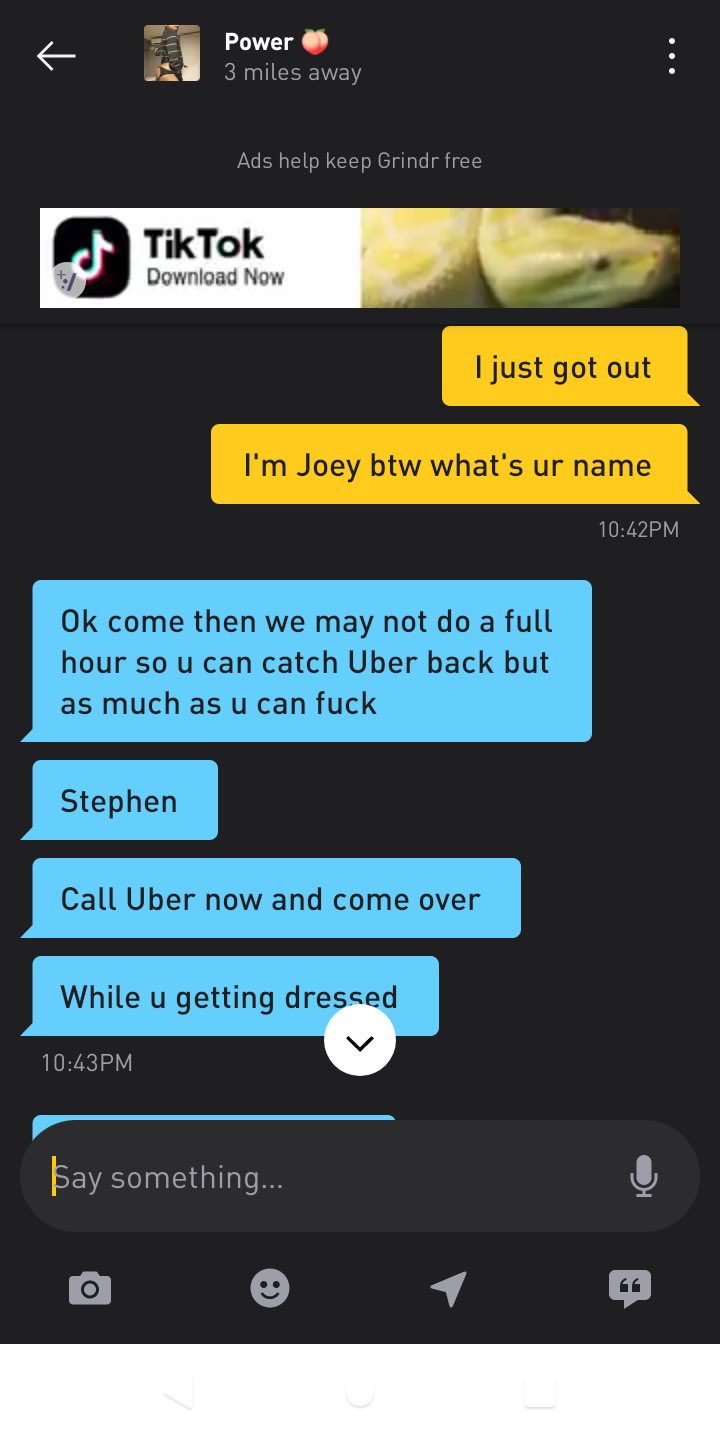 Power 🍑
3 miles away
Ads help keep Grindr free
TikTok
Download Now
I just got out
I'm Joey btw what's ur name
10:42PM
Ok come then we may not do a full
hour so u can catch Uber back but
as much as u can fuck
Stephen
Call Uber now and come over
While u getting dressed
10:43PM
Say something...